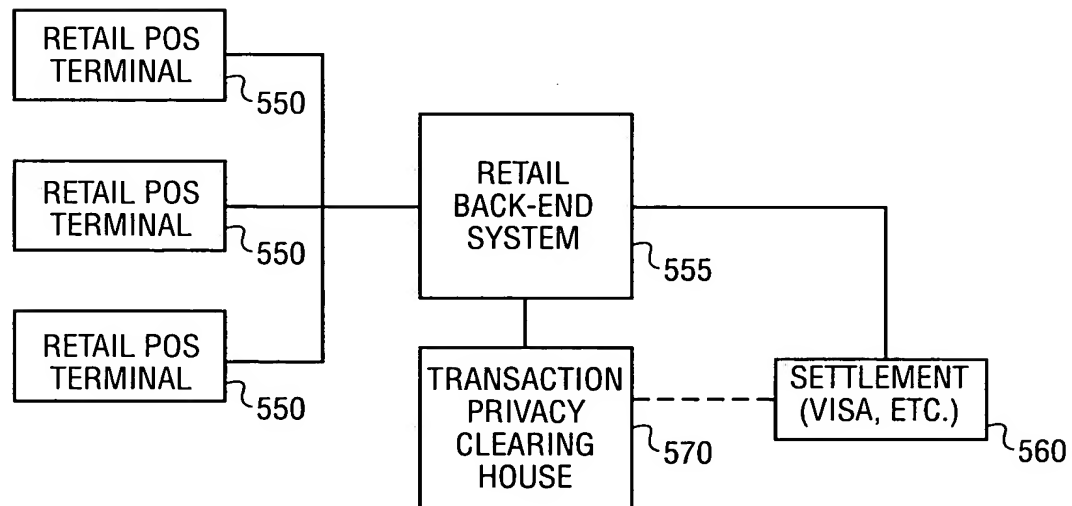 RETAIL POS
TERMINAL
550
RETAIL POS
TERMINAL
550
RETAIL POS
TERMINAL
550
RETAIL
BACK-END
SYSTEM
555
TRANSACTION
PRIVACY
CLEARING
HOUSE
570
SETTLEMENT
(VISA, ETC.)
560